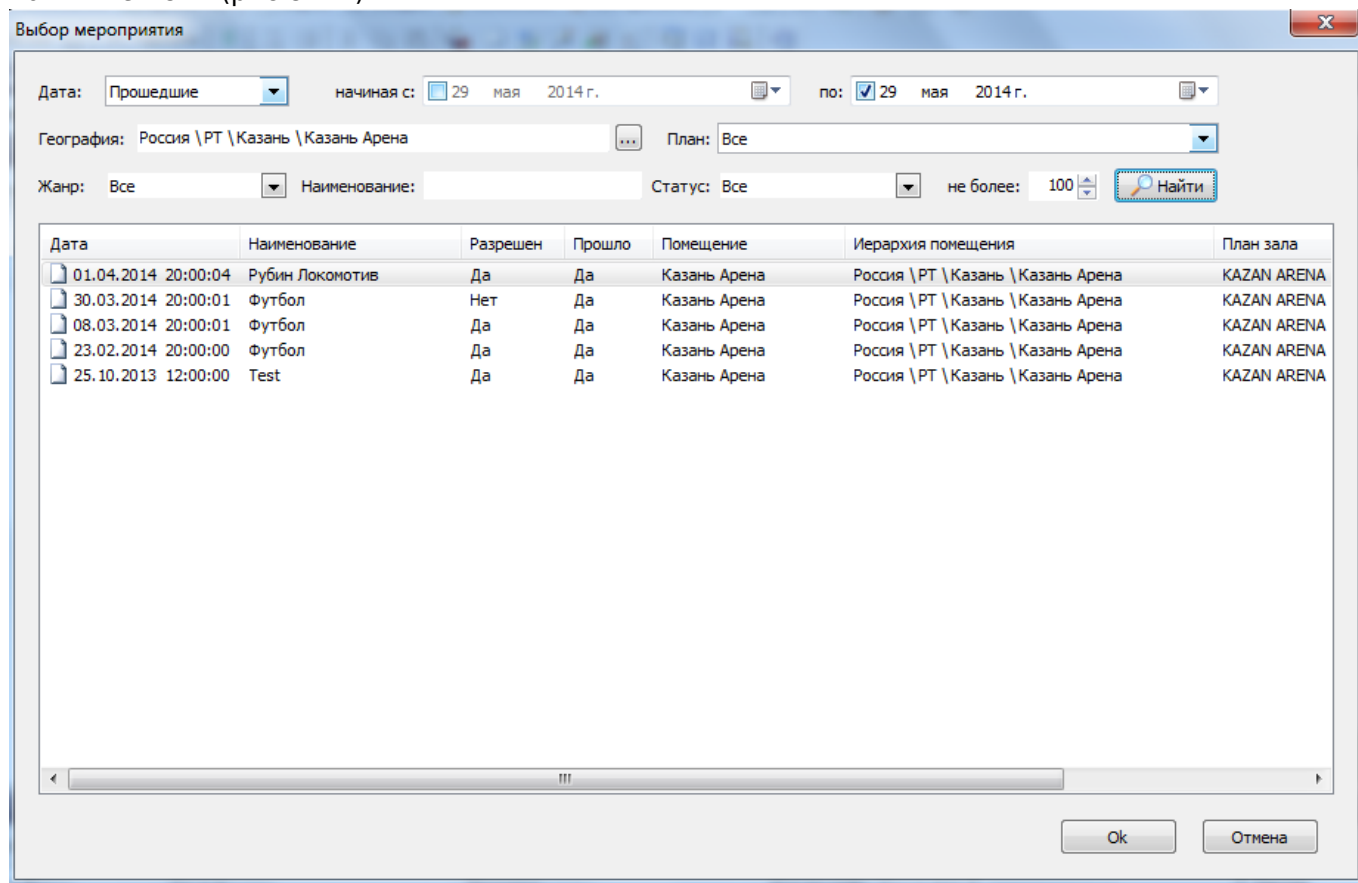 Выбор мероприятия
Дата: Прошедшие начиная с: 29 мая 2014 г. по: 29 мая 2014 г.
География: Россия \ РТ \ Казань \ Казань Арена ... План: Все
Жанр: Все Наименование: Статус: Все не более: 100 Найти
Дата Наименование Разрешен Прошло Помещение Иерархия помещения План зала
01.04.2014 20:00:04 Рубин Локомотив Да Да Казань Арена Россия \ РТ \ Казань \ Казань Арена KAZAN ARENA
30.03.2014 20:00:01 Футбол Нет Да Казань Арена Россия \ РТ \ Казань \ Казань Арена KAZAN ARENA
08.03.2014 20:00:01 Футбол Да Да Казань Арена Россия \ РТ \ Казань \ Казань Арена KAZAN ARENA
23.02.2014 20:00:00 Футбол Да Да Казань Арена Россия \ РТ \ Казань \ Казань Арена KAZAN ARENA
25.10.2013 12:00:00 Test Да Да Казань Арена Россия \ РТ \ Казань \ Казань Арена KAZAN ARENA
Ok Отмена